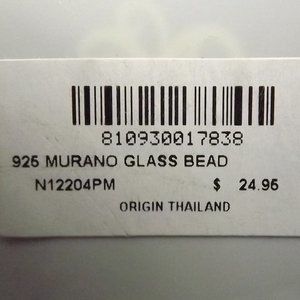 810930017838
925 MURANO GLASS BEAD
N12204PM $ 24.95
ORIGIN THAILAND